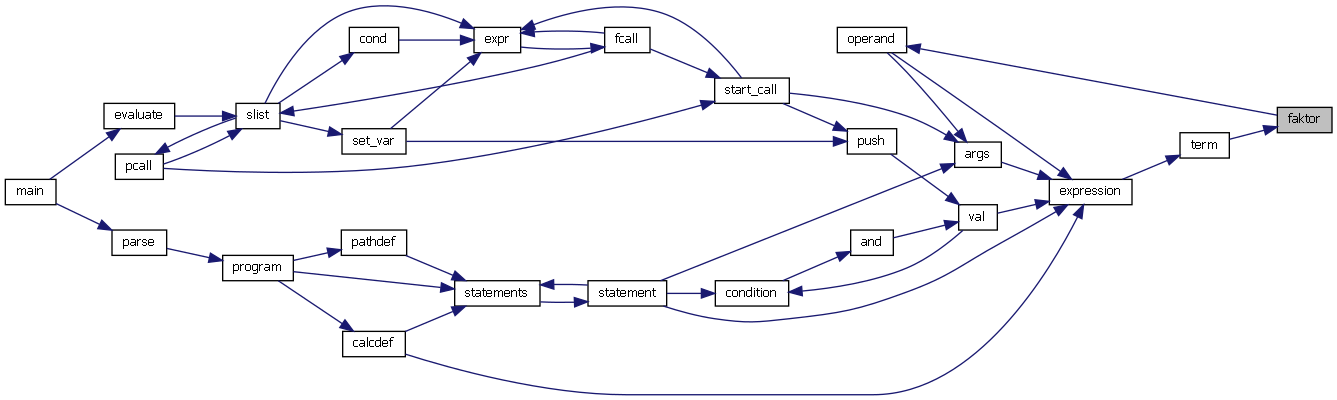 main
evaluate
pcall
parse
slist
program
cond
set_var
pathdef
calcdef
expr
statements
fcall
statement
start_call
condition
operand
push
and
args
val
expression
term
faktor